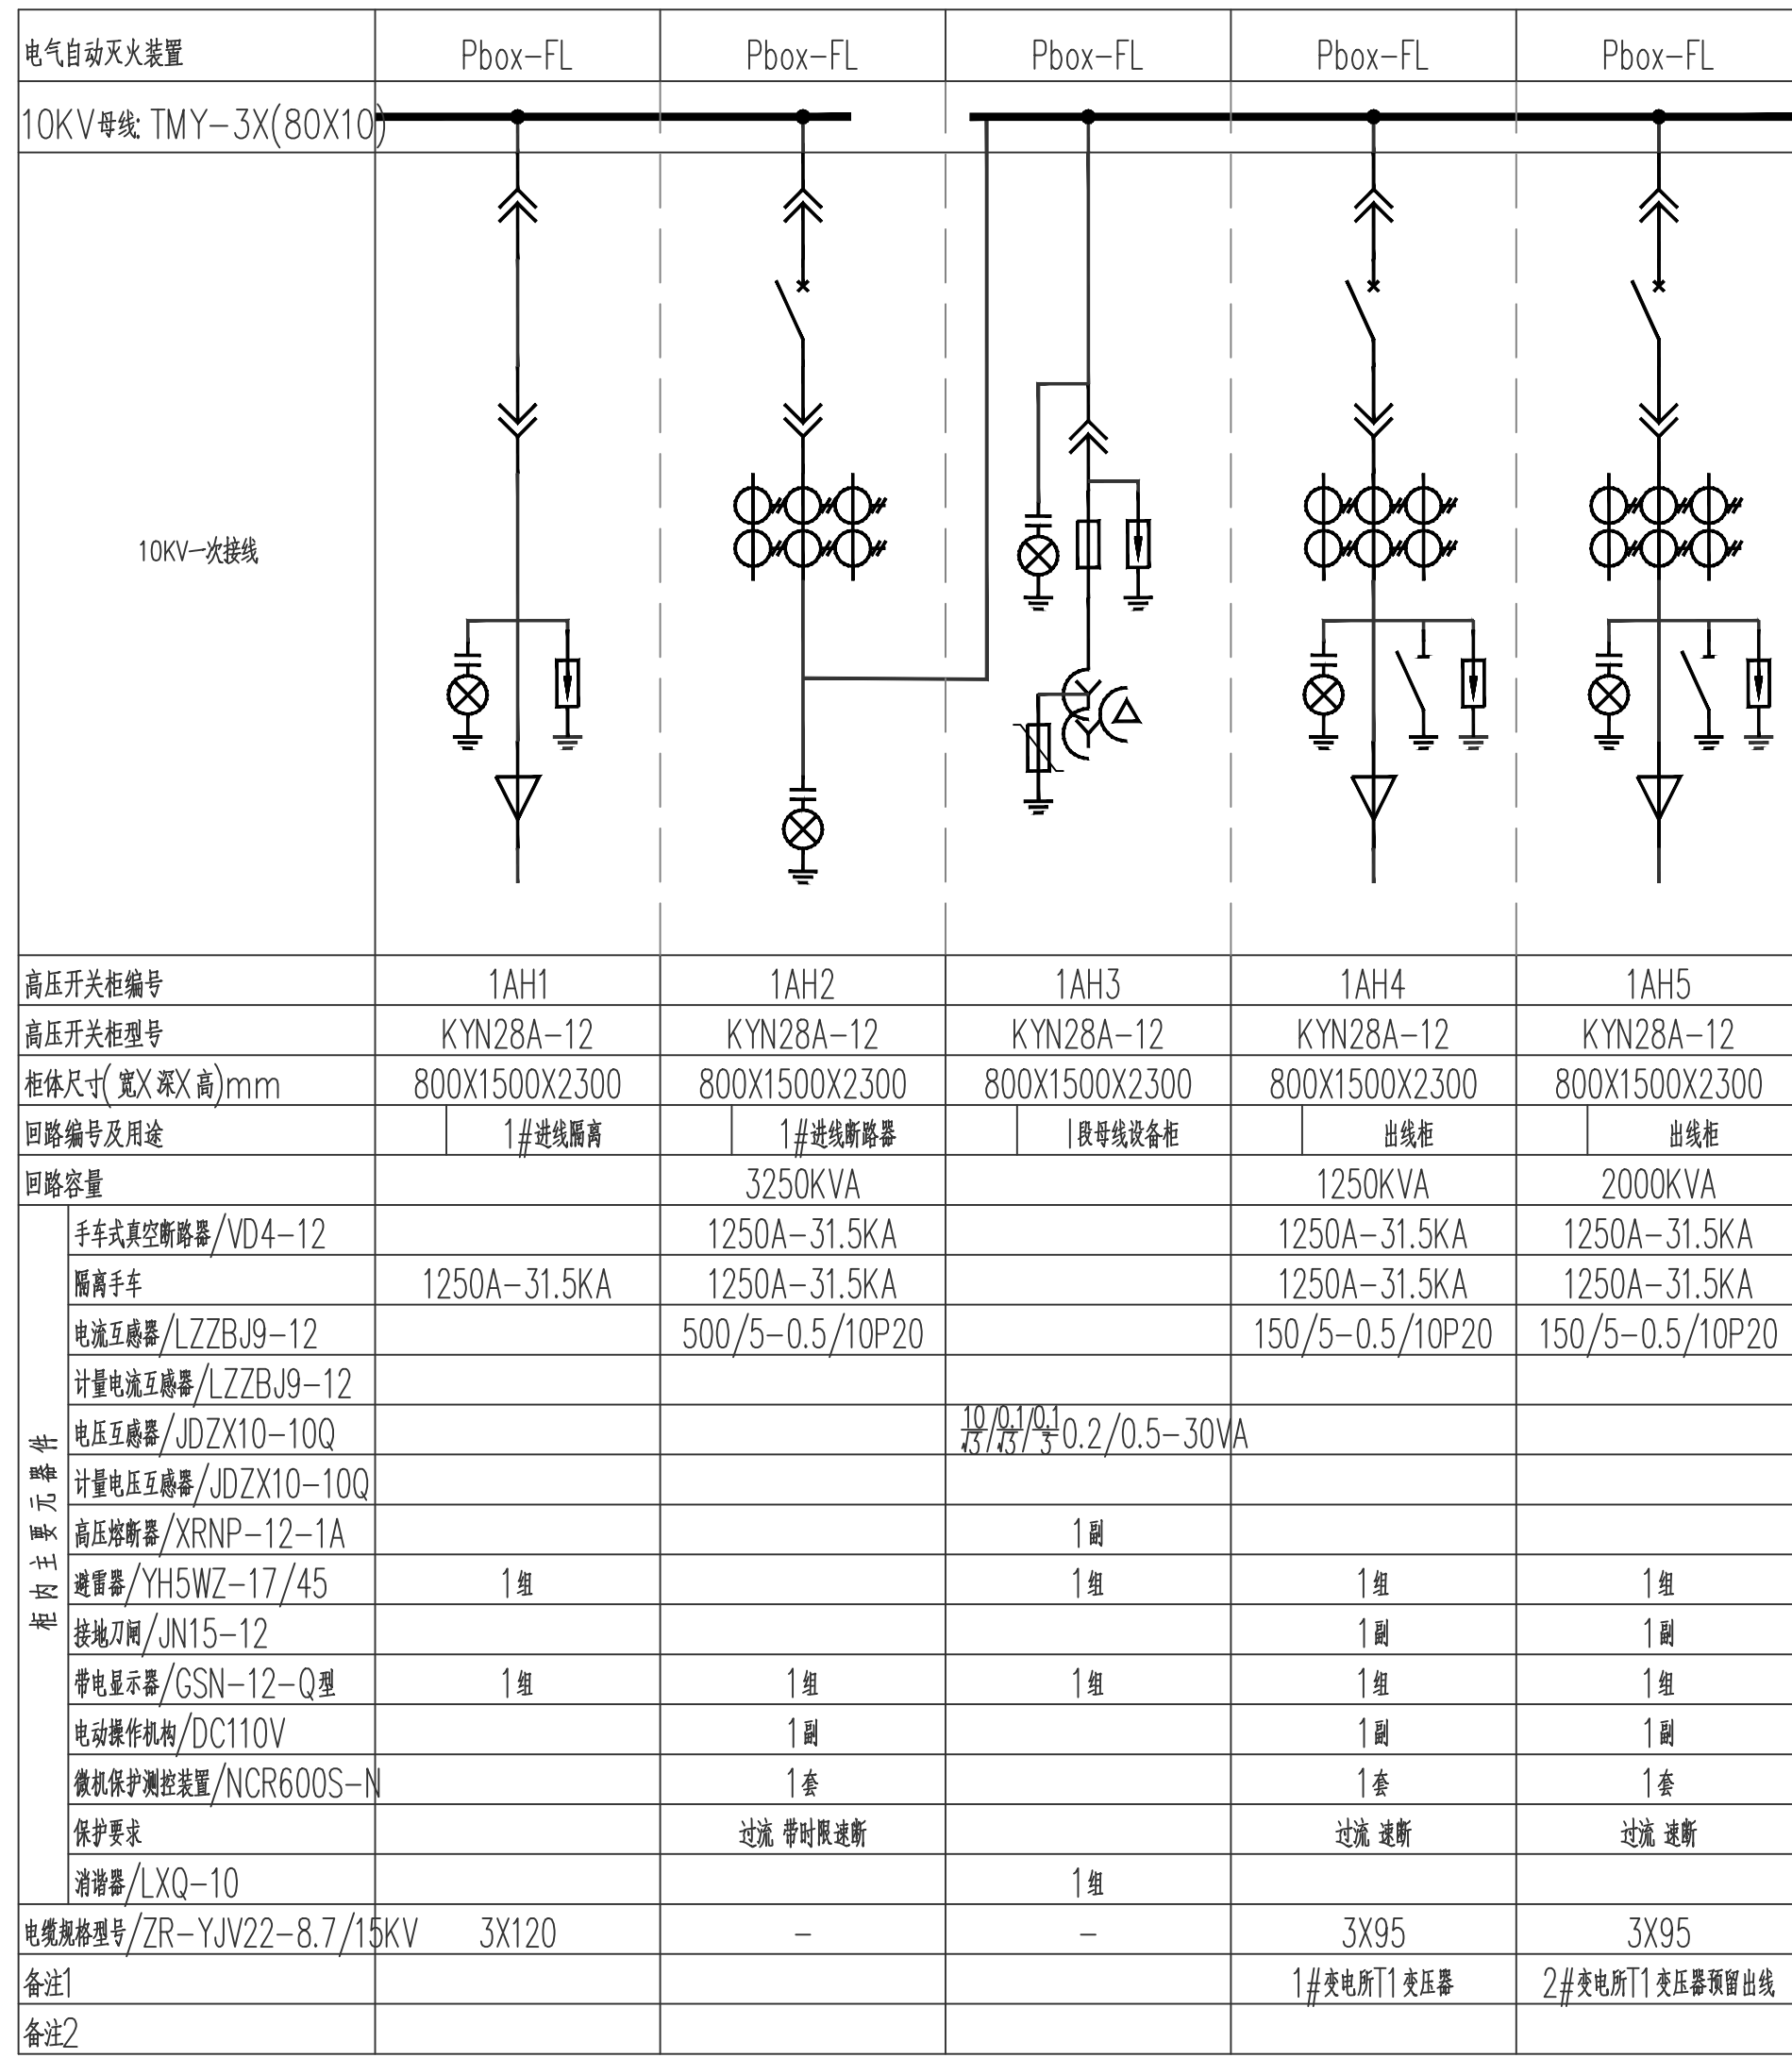 电气自动灭火装置 Pbox-FL Pbox-FL Pbox-FL Pbox-FL Pbox-FL
10KV母线: TMY-3X(80X10)
10KV一次接线
高压开关柜编号 1AH1 1AH2 1AH3 1AH4 1AH5
高压开关柜型号 KYN28A-12 KYN28A-12 KYN28A-12 KYN28A-12 KYN28A-12
柜体尺寸(宽X深X高)mm 800X1500X2300 800X1500X2300 800X1500X2300 800X1500X2300 800X1500X2300
回路编号及用途 1#进线隔离 1#进线断路器 I段母线设备柜 出线柜 出线柜
回路容量 3250KVA 1250KVA 2000KVA
柜内主要元器件
手车式真空断路器/VD4-12 1250A-31.5KA 1250A-31.5KA 1250A-31.5KA
隔离手车 1250A-31.5KA 1250A-31.5KA 1250A-31.5KA 1250A-31.5KA
电流互感器/LZZBJ9-12 500/5-0.5/10P20 150/5-0.5/10P20 150/5-0.5/10P20
计量电流互感器/LZZBJ9-12
电压互感器/JDZX10-10Q 10/√3/0.1/√3/0.1/3 0.2/0.5-30VA
计量电压互感器/JDZX10-10Q
高压熔断器/XRNP-12-1A 1副
避雷器/YH5WZ-17/45 1组 1组 1组 1组
接地刀闸/JN15-12 1副 1副
带电显示器/GSN-12-Q型 1组 1组 1组 1组 1组
电动操作机构/DC110V 1副 1副 1副
微机保护测控装置/NCR600S-N 1套 1套 1套
保护要求 过流 带时限速断 过流 速断 过流 速断
消谐器/LXQ-10 1组
电缆规格型号/ZR-YJV22-8.7/15KV 3X120 - - 3X95 3X95
备注1 1#变电所T1变压器 2#变电所T1变压器预留出线
备注2